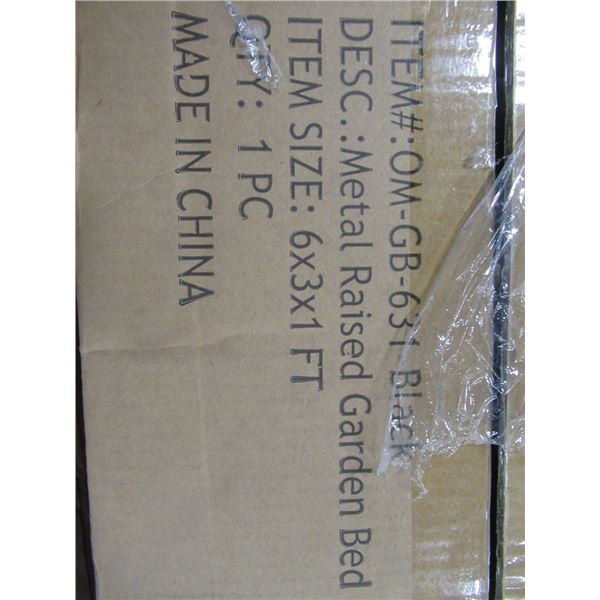 ITEM#:OM-GB-631 Black
DESC.:Metal Raised Garden Bed
ITEM SIZE: 6x3x1 FT
QTY: 1 PC
MADE IN CHINA